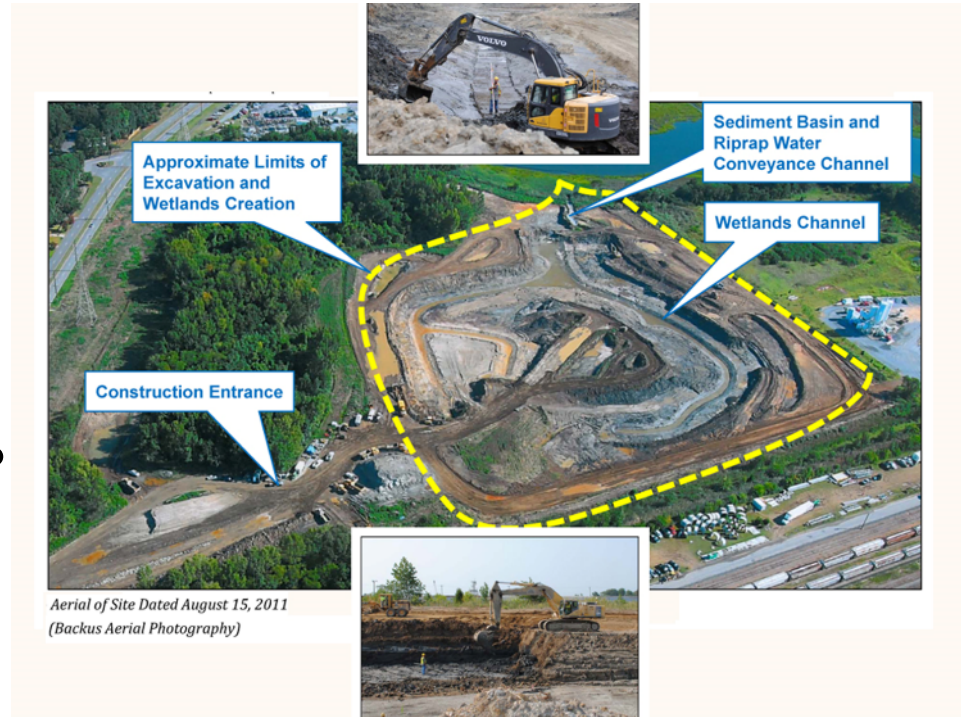 VOLVO
Approximate Limits of
Excavation and
Wetlands Creation
Sediment Basin and
Riprap Water
Conveyance Channel
Wetlands Channel
Construction Entrance
Aerial of Site Dated August 15, 2011
(Backus Aerial Photography)